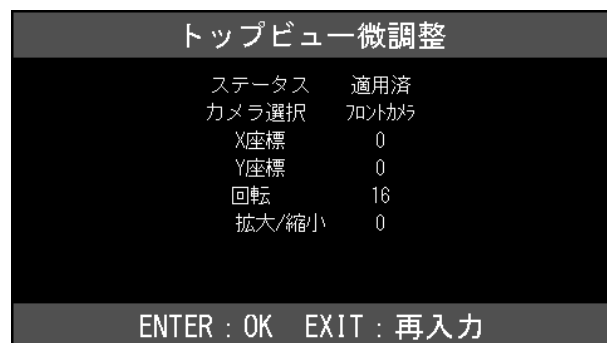 トップビュー微調整
ステータス 適用済
カメラ選択 フロントカメラ
X座標 0
Y座標 0
回転 16
拡大/縮小 0
ENTER：OK EXIT：再入力